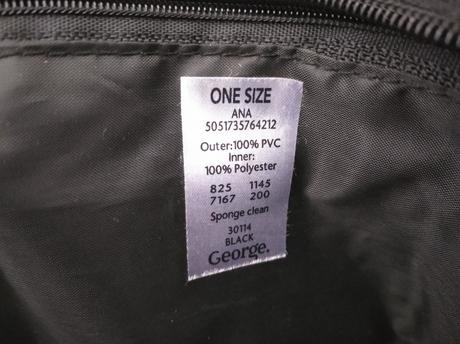 ONE SIZE
ANA
5051735764212
Outer:100% PVC
Inner:
100% Polyester
825 1145
7167 200
Sponge clean
30114
BLACK
George.